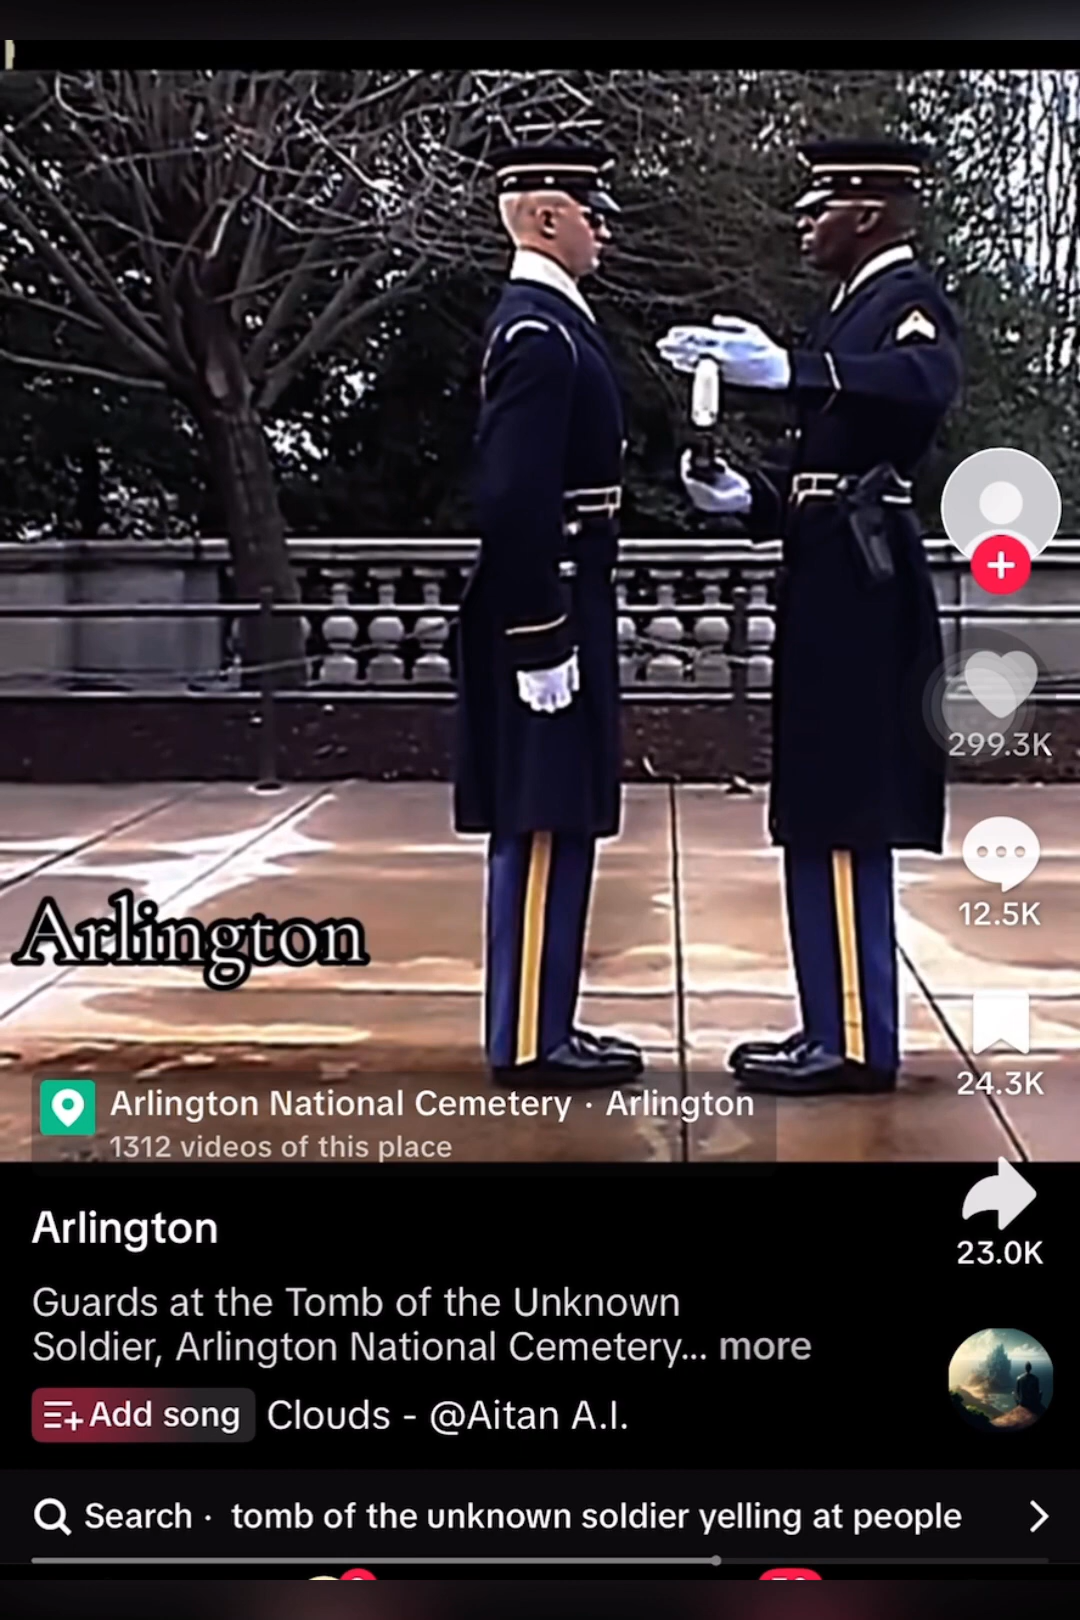 Arlington
299.3K
12.5K
24.3K
Arlington National Cemetery · Arlington
1312 videos of this place
23.0K
Arlington
Guards at the Tomb of the Unknown
Soldier, Arlington National Cemetery... more
Add song Clouds - @Aitan A.I.
Search · tomb of the unknown soldier yelling at people